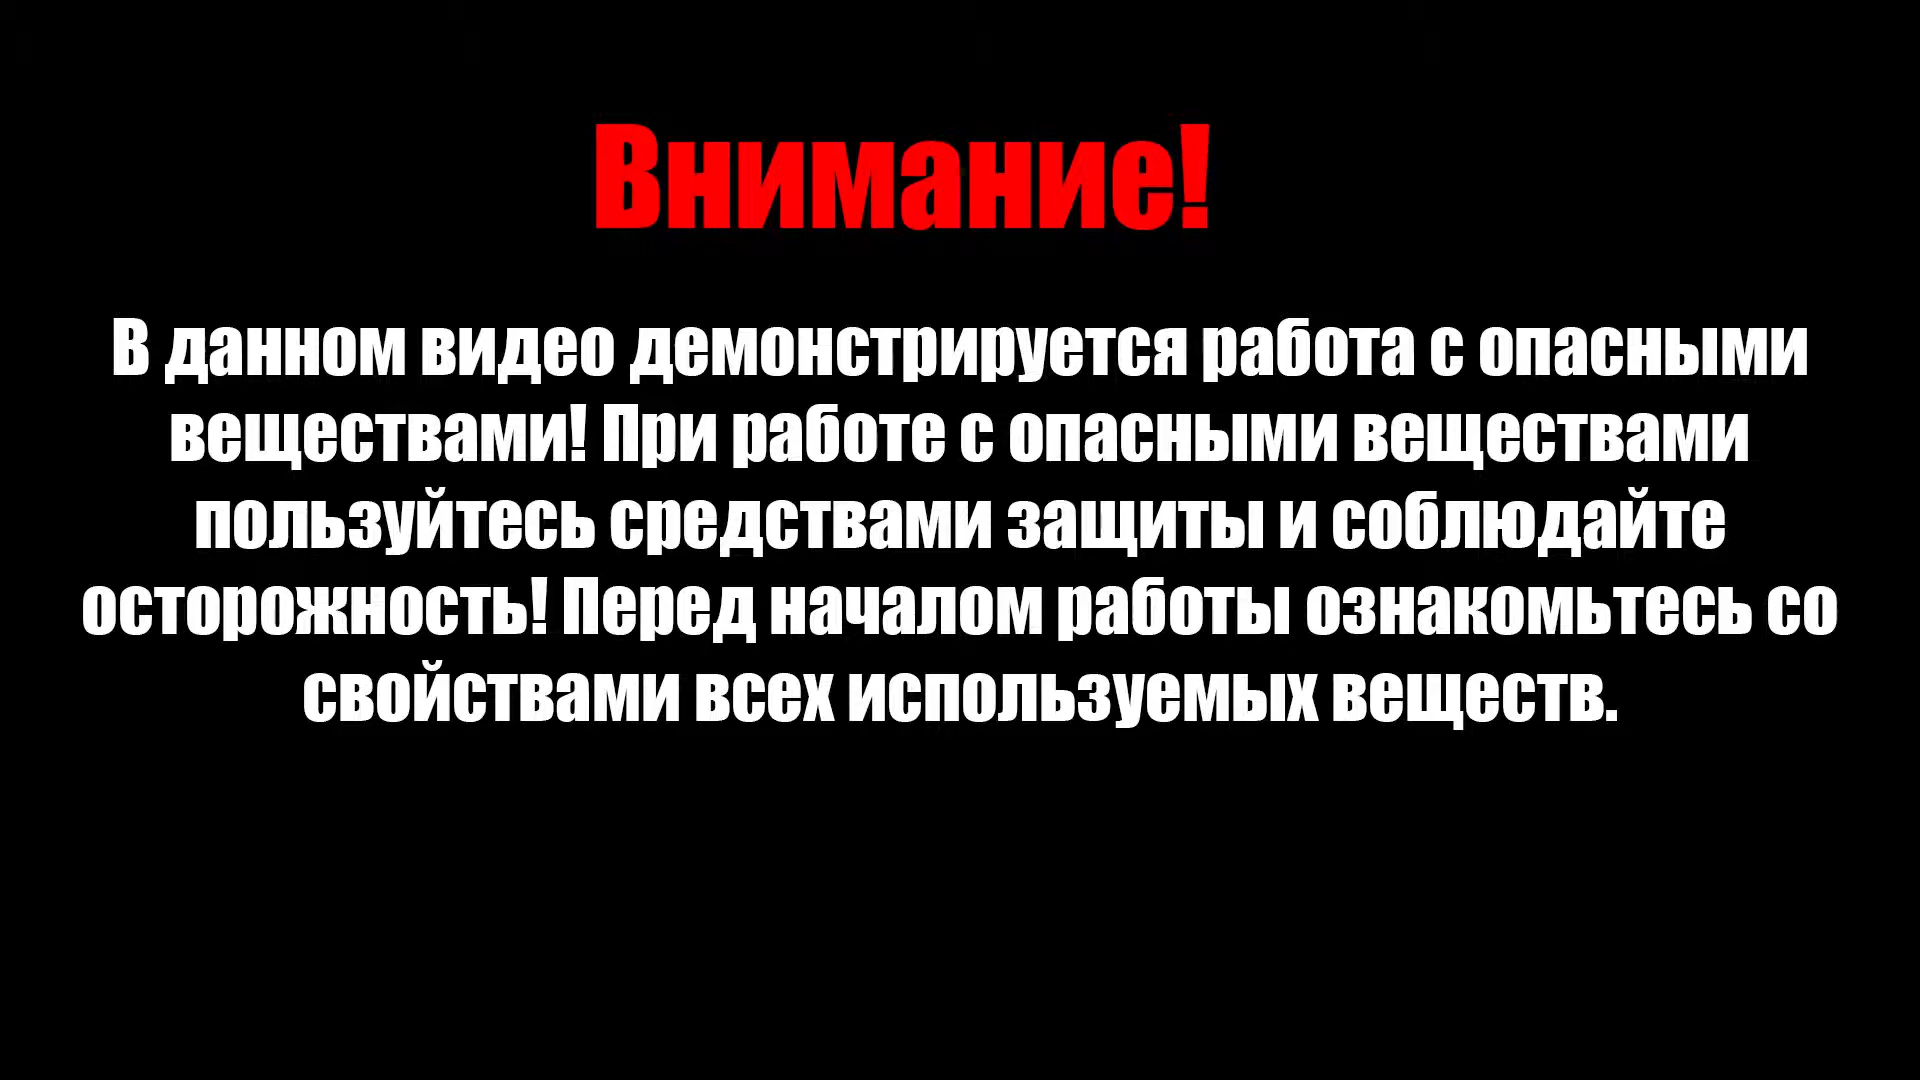 Внимание!
В данном видео демонстрируется работа с опасными
веществами! При работе с опасными веществами
пользуйтесь средствами защиты и соблюдайте
осторожность! Перед началом работы ознакомьтесь со
свойствами всех используемых веществ.